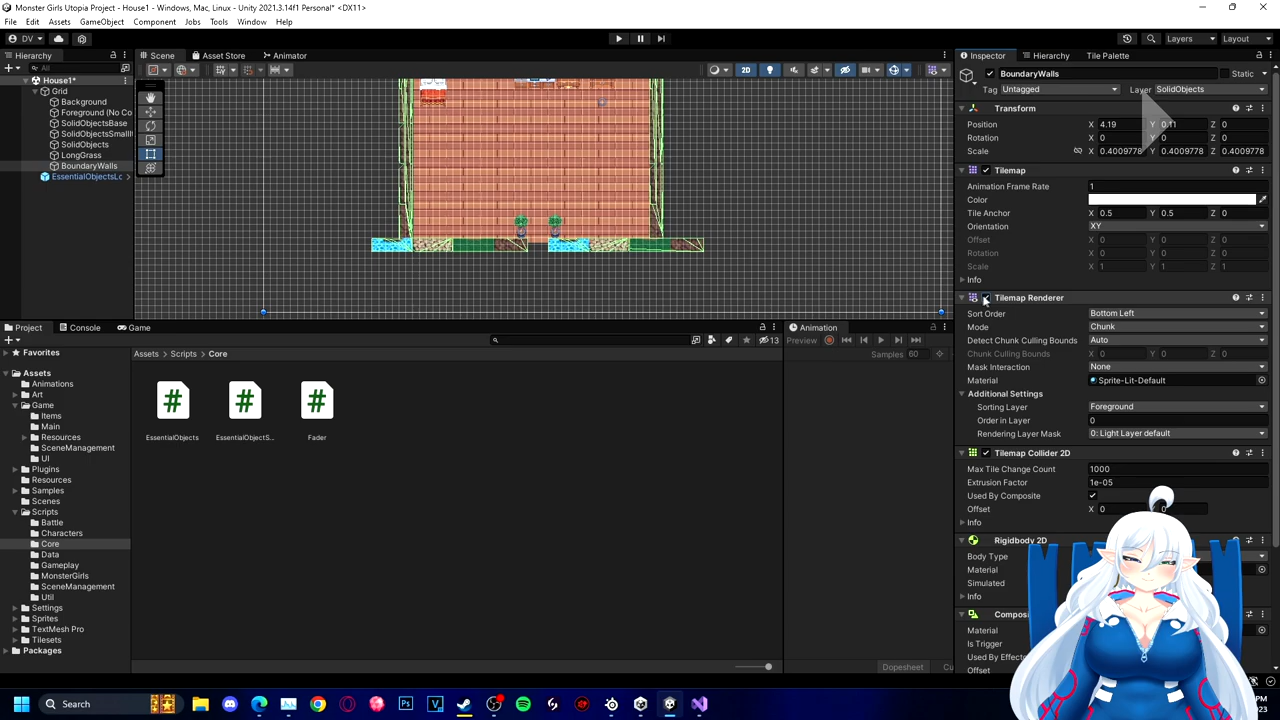 Monster Girls Utopia Project - House1 - Windows, Mac, Linux - Unity 2021.3.14f1 Personal* <DX11>
File Edit Assets GameObject Component Jobs Tools Window Help
DV Layers Layout
Hierarchy Scene Asset Store Animator Inspector Hierarchy Tile Palette
All 2D BoundaryWalls Static
House1* Tag Untagged Layer SolidObjects
Grid
Background
Foreground (No Co
SolidObjectsBase
SolidObjectsSmall
SolidObjects
LongGrass
BoundaryWalls
EssentialObjectsLo
Transform
Position X 4.19 Y 0.11 Z 0
Rotation X 0 Y 0 Z 0
Scale X 0.4009778 Y 0.4009778 Z 0.4009778
Tilemap
Animation Frame Rate 1
Color
Tile Anchor X 0.5 Y 0.5 Z 0
Orientation XY
Offset X 0 Y 0 Z 0
Rotation X 0 Y 0 Z 0
Scale X 1 Y 1 Z 1
Info
Tilemap Renderer
Sort Order Bottom Left
Mode Chunk
Detect Chunk Culling Bounds Auto
Chunk Culling Bounds X 0 Y 0 Z 0
Mask Interaction None
Material Sprite-Lit-Default
Additional Settings
Sorting Layer Foreground
Order in Layer 0
Rendering Layer Mask 0: Light Layer default
Tilemap Collider 2D
Max Tile Change Count 1000
Extrusion Factor 1e-05
Used By Composite
Offset X 0 0
Info
Rigidbody 2D
Body Type
Material
Simulated
Info
Material
Is Trigger
Used By Effect
Offset
Project Console Game Animation
13 Preview Samples 60
Favorites
Assets > Scripts > Core
Assets
Animations
Art
Game
Items
Main
Resources
SceneManagement
UI
Plugins
Resources
Samples
Scenes
Scripts
Battle
Characters
Core
Data
Gameplay
MonsterGirls
SceneManagement
Util
Settings
Sprites
TextMesh Pro
Tilesets
Packages
# # #
EssentialObjects EssentialObjectS... Fader
Dopesheet
Search